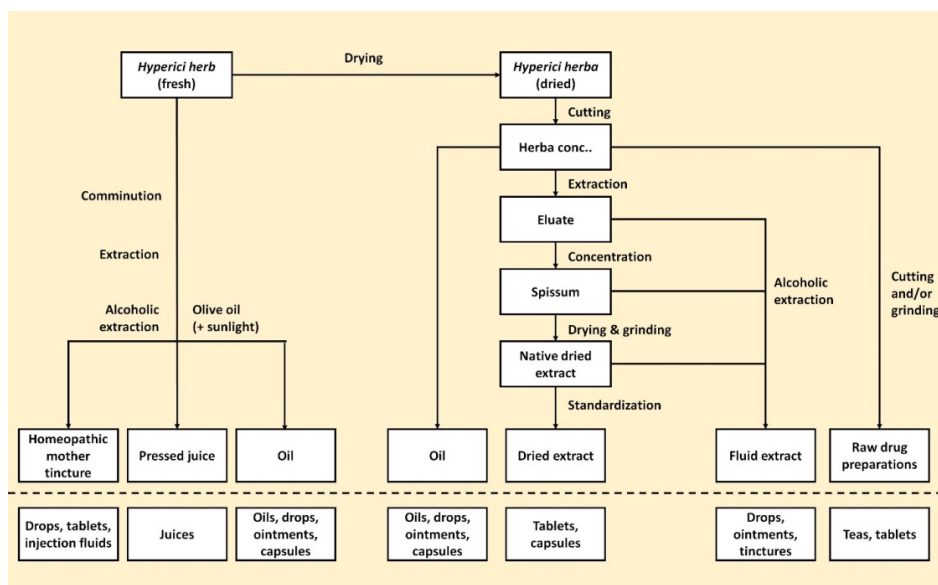 Hyperici herb
(fresh)
Drying
Hyperici herba
(dried)
Cutting
Herba conc..
Comminution
Extraction
Eluate
Extraction
Concentration
Alcoholic
extraction
Cutting
and/or
grinding
Spissum
Alcoholic
extraction
Olive oil
(+ sunlight)
Drying & grinding
Native dried
extract
Standardization
Homeopathic
mother
tincture
Pressed juice
Oil
Oil
Dried extract
Fluid extract
Raw drug
preparations
Drops, tablets,
injection fluids
Juices
Oils, drops,
ointments,
capsules
Oils, drops,
ointments,
capsules
Tablets,
capsules
Drops,
ointments,
tinctures
Teas, tablets